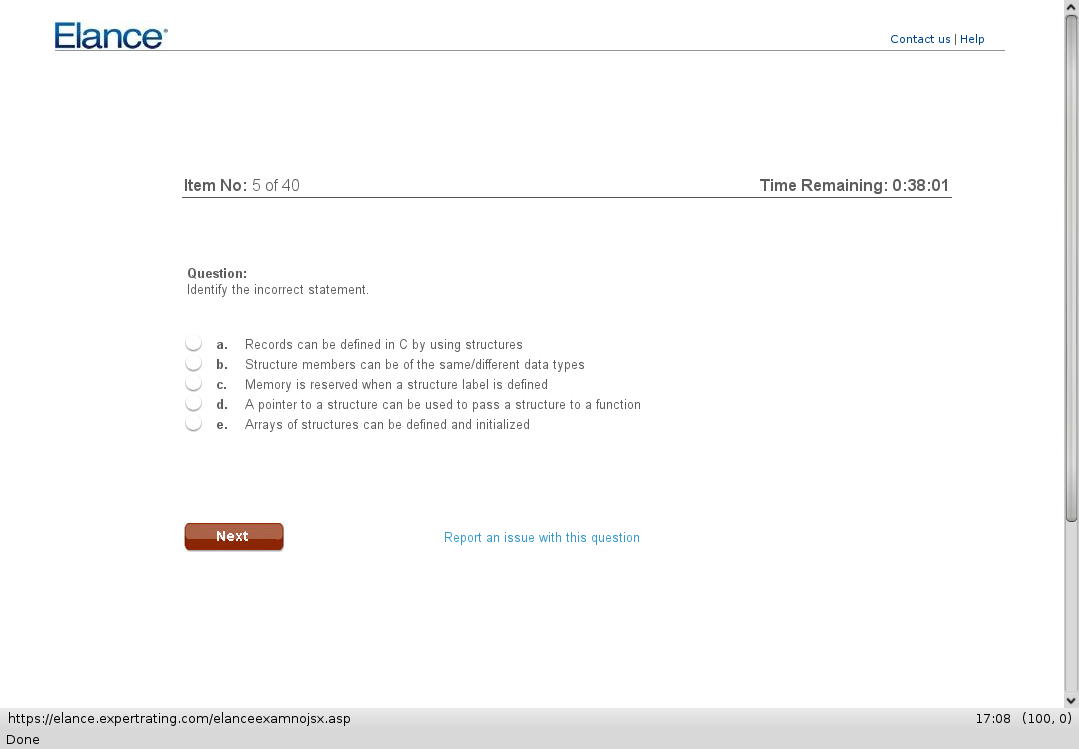 Elance
Contact us | Help
Item No: 5 of 40 Time Remaining: 0:38:01
Question:
Identify the incorrect statement.
a. Records can be defined in C by using structures
b. Structure members can be of the same/different data types
c. Memory is reserved when a structure label is defined
d. A pointer to a structure can be used to pass a structure to a function
e. Arrays of structures can be defined and initialized
Next Report an issue with this question
https://elance.expertrating.com/elanceexamnojsx.asp 17:08 (100, 0)
Done